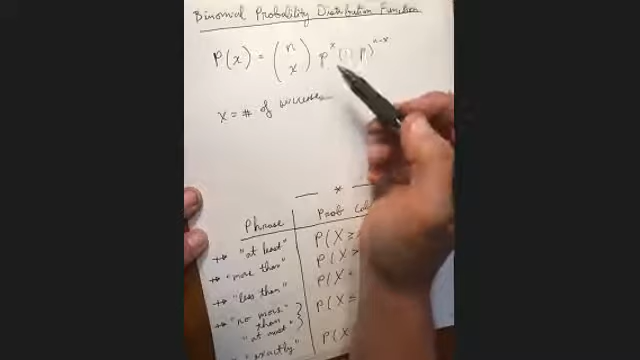 Binomial Probability Distribution Function
P(x) = (n x) p^x (1 - p)^{n-x}
x = # of successes
*
Phrase Prob
"at least" P(X ≥
"more than" P(X >
"less than" P(X
"no more than" P(X ≤
"at most"
"exactly" P(X